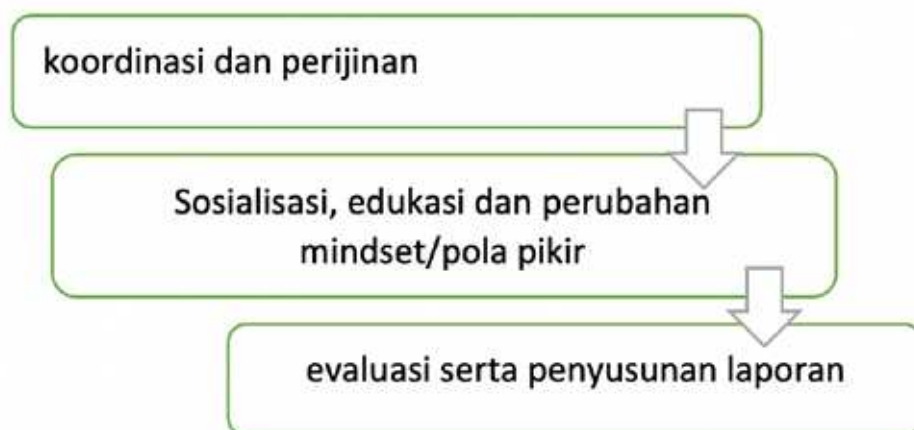 koordinasi dan perijinan
Sosialisasi, edukasi dan perubahan
mindset/pola pikir
evaluasi serta penyusunan laporan